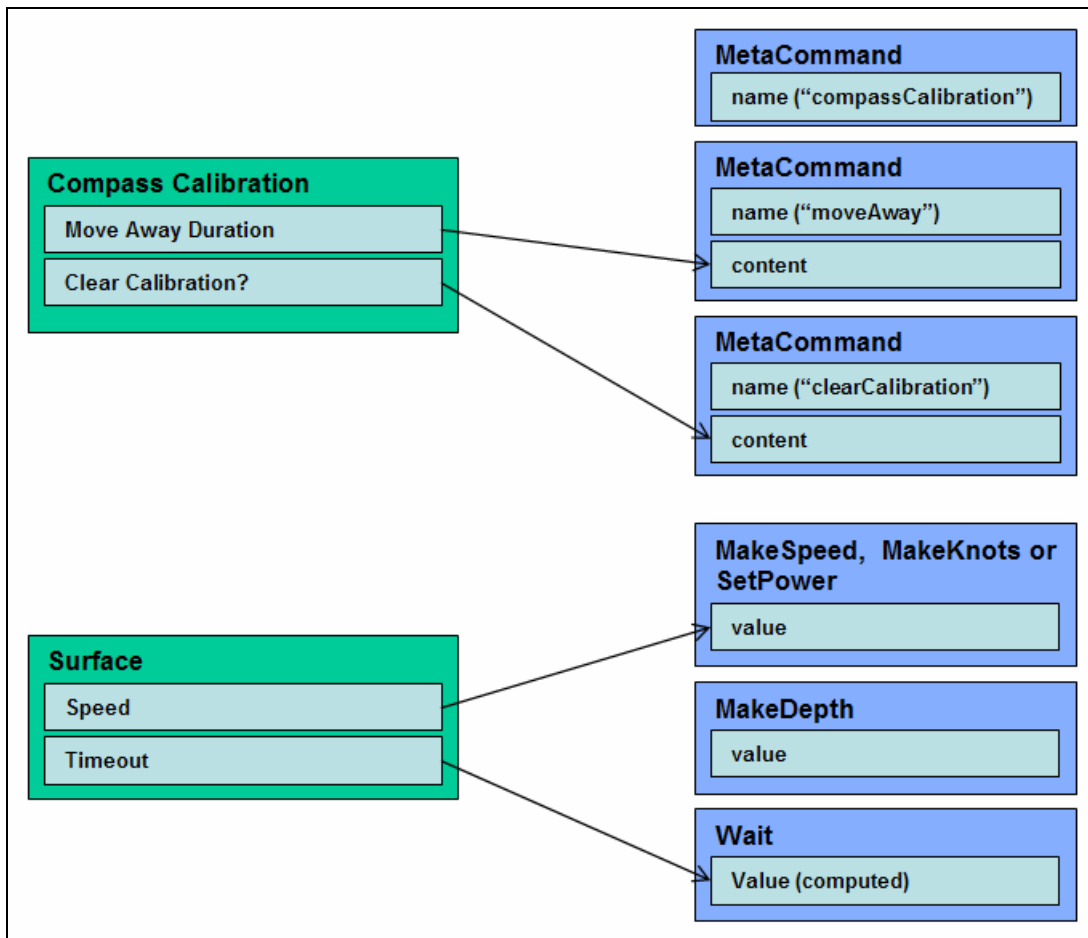 MetaCommand
name (“compassCalibration”)
Compass Calibration
Move Away Duration
Clear Calibration?
MetaCommand
name (“moveAway”)
content
MetaCommand
name (“clearCalibration”)
content
Surface
Speed
Timeout
MakeSpeed, MakeKnots or
SetPower
value
MakeDepth
value
Wait
Value (computed)